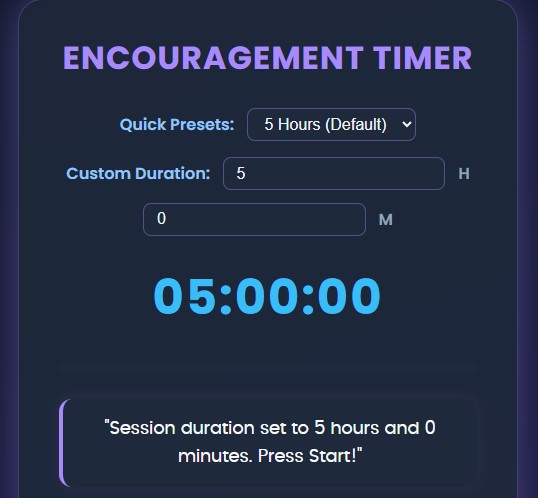 ENCOURAGEMENT TIMER
Quick Presets: 5 Hours (Default)
Custom Duration: 5 H
0 M
05:00:00
"Session duration set to 5 hours and 0
minutes. Press Start!"